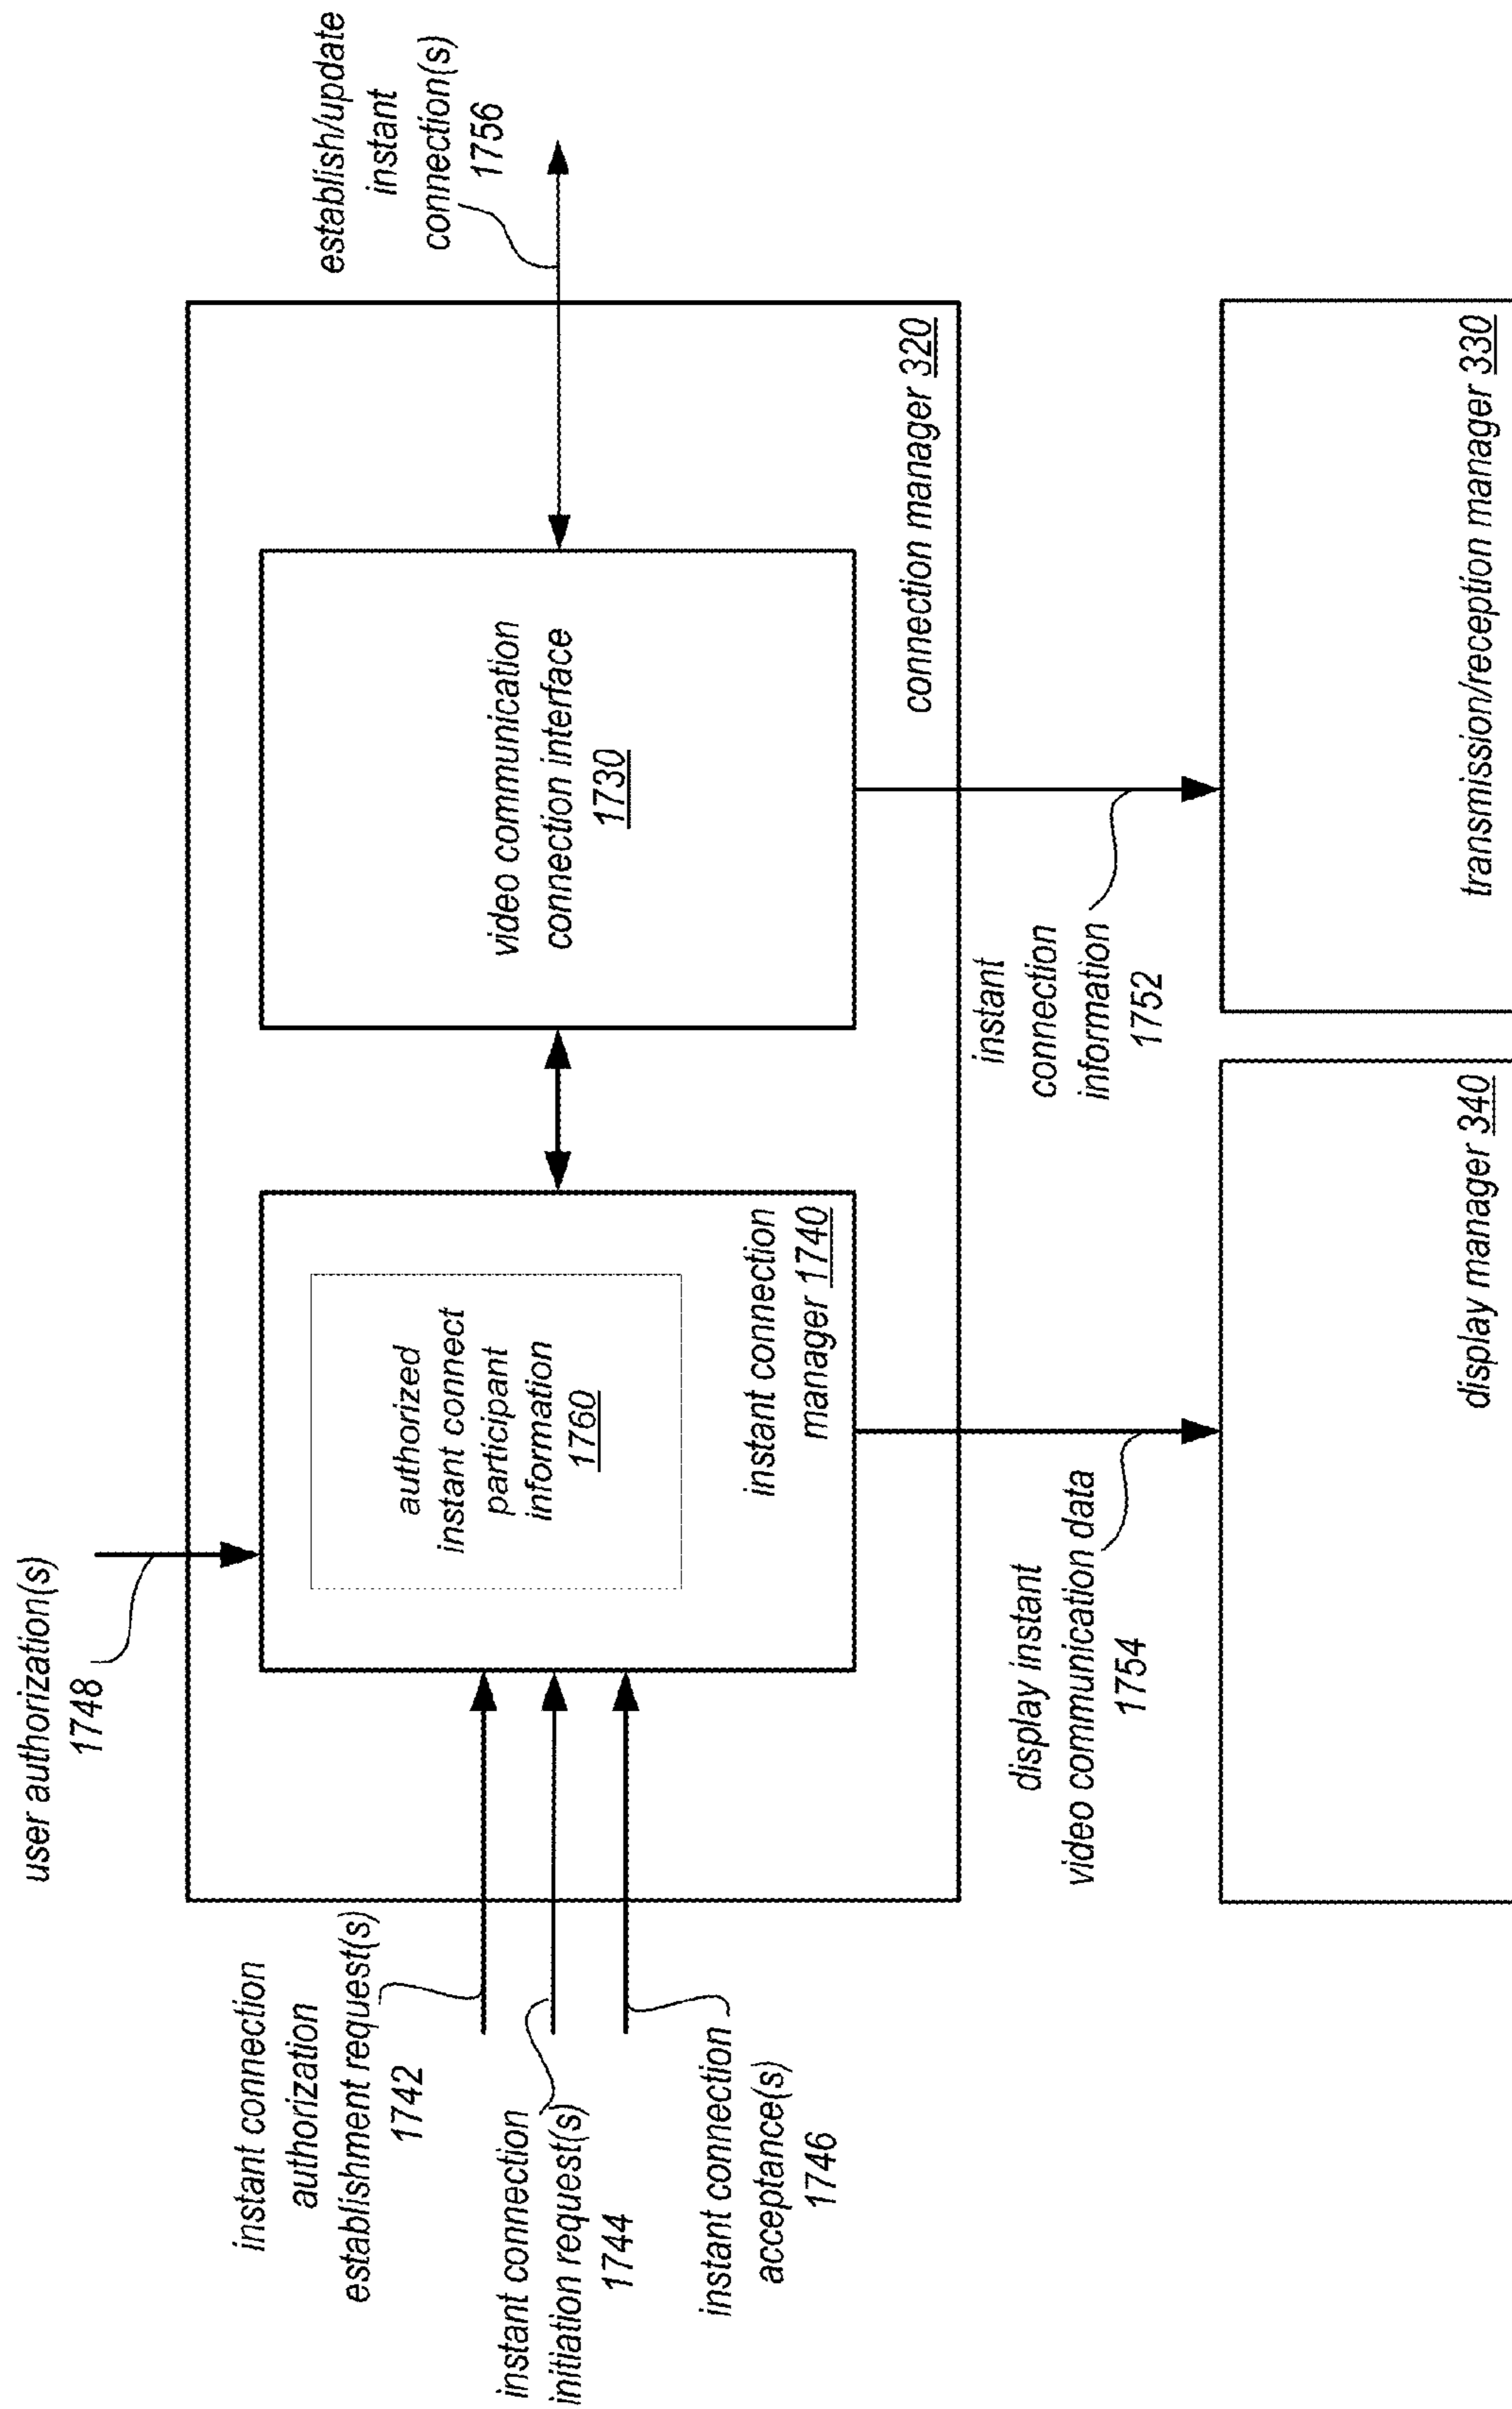 user authorization(s)
1748
instant connection
authorization
establishment request(s)
1742
instant connection
initiation request(s)
1744
instant connection
acceptance(s)
1746
authorized
instant connect
participant
information
1760
instant connection
manager 1740
video communication
connection interface
1730
connection manager 320
establish/update
instant
connection(s)
1756
display instant
video communication data
1754
instant
connection
information
1752
display manager 340
transmission/reception manager 330